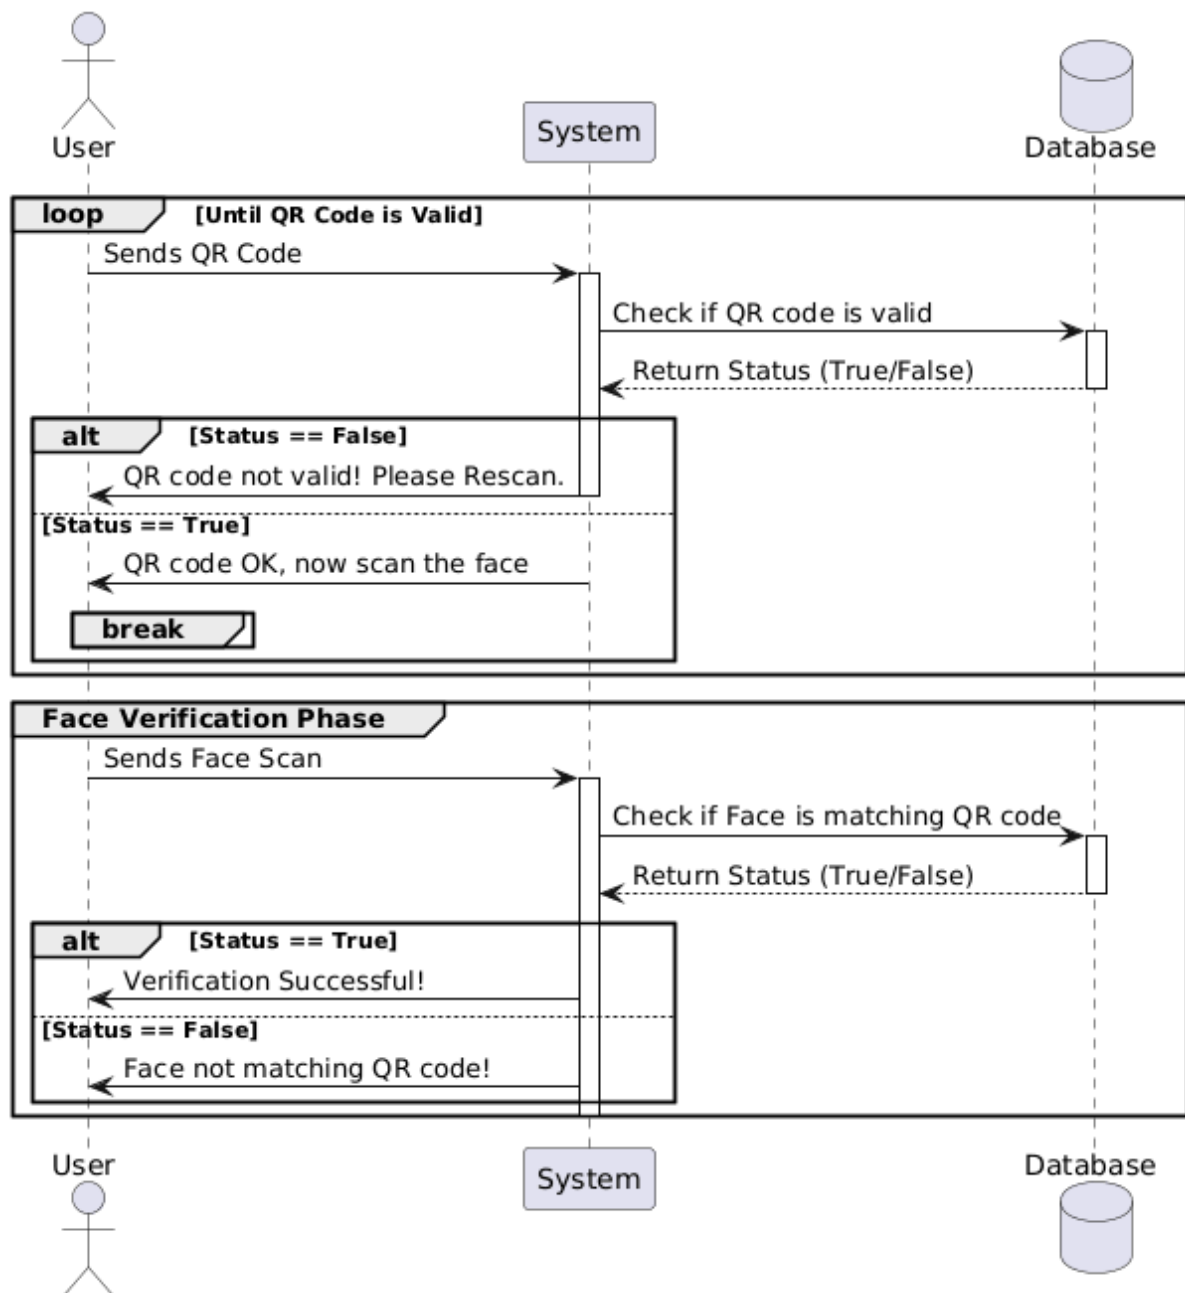 User
System
Database
loop [Until QR Code is Valid]
Sends QR Code
Check if QR code is valid
Return Status (True/False)
alt [Status == False]
QR code not valid! Please Rescan.
[Status == True]
QR code OK, now scan the face
break
Face Verification Phase
Sends Face Scan
Check if Face is matching QR code
Return Status (True/False)
alt [Status == True]
Verification Successful!
[Status == False]
Face not matching QR code!
User
System
Database